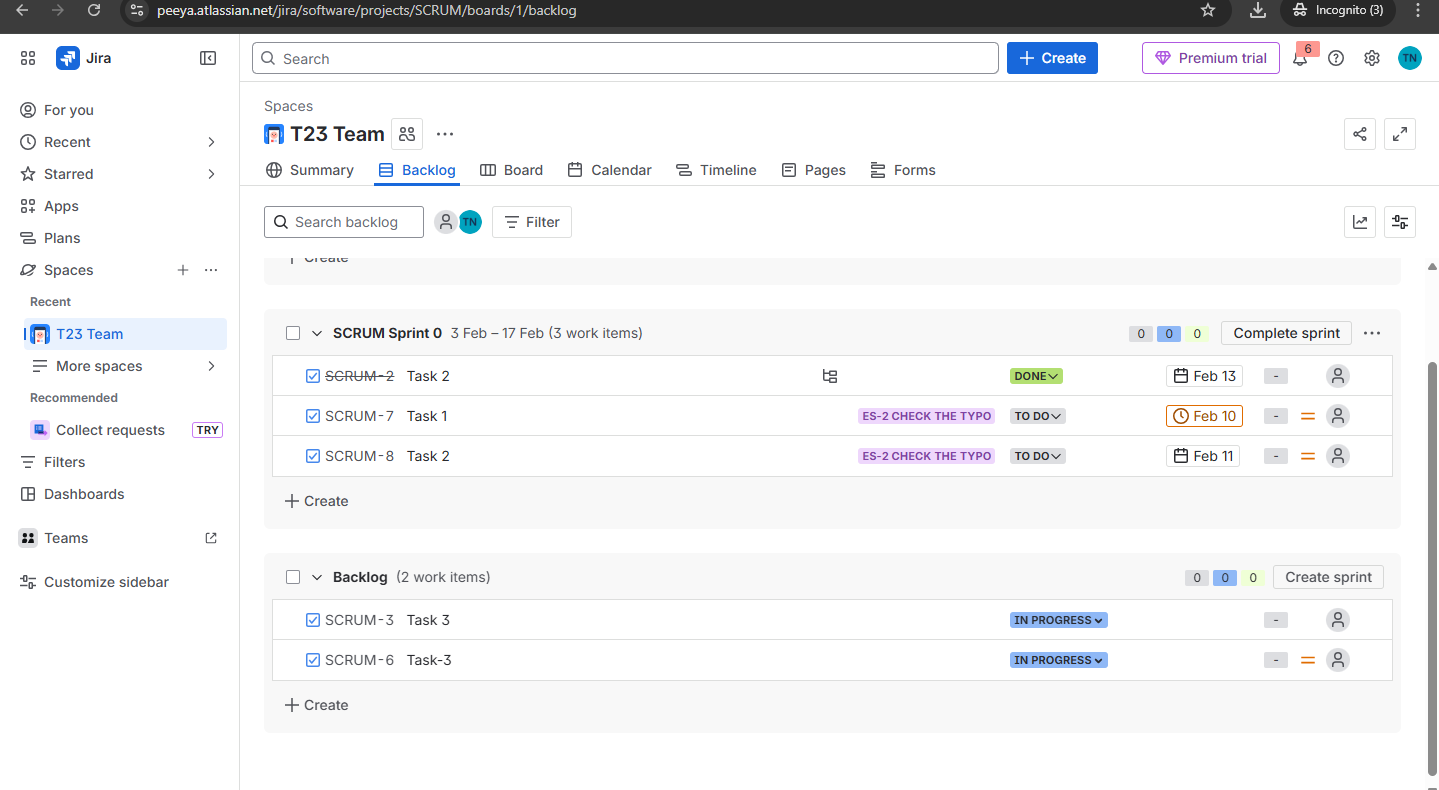 peeya.atlassian.net/jira/software/projects/SCRUM/boards/1/backlog
Incognito (3)
Jira
Search
Create
Premium trial
6
TN
For you
Recent
Starred
Apps
Plans
Spaces
Recent
T23 Team
More spaces
Recommended
Collect requests TRY
Filters
Dashboards
Teams
Customize sidebar
Spaces
T23 Team
Summary Backlog Board Calendar Timeline Pages Forms
Search backlog TN Filter
Create
SCRUM Sprint 0 3 Feb – 17 Feb (3 work items) 0 0 0 Complete sprint
SCRUM-2 Task 2 DONE Feb 13 -
SCRUM-7 Task 1 ES-2 CHECK THE TYPO TO DO Feb 10 -
SCRUM-8 Task 2 ES-2 CHECK THE TYPO TO DO Feb 11 -
Create
Backlog (2 work items) 0 0 0 Create sprint
SCRUM-3 Task 3 IN PROGRESS -
SCRUM-6 Task-3 IN PROGRESS -
Create